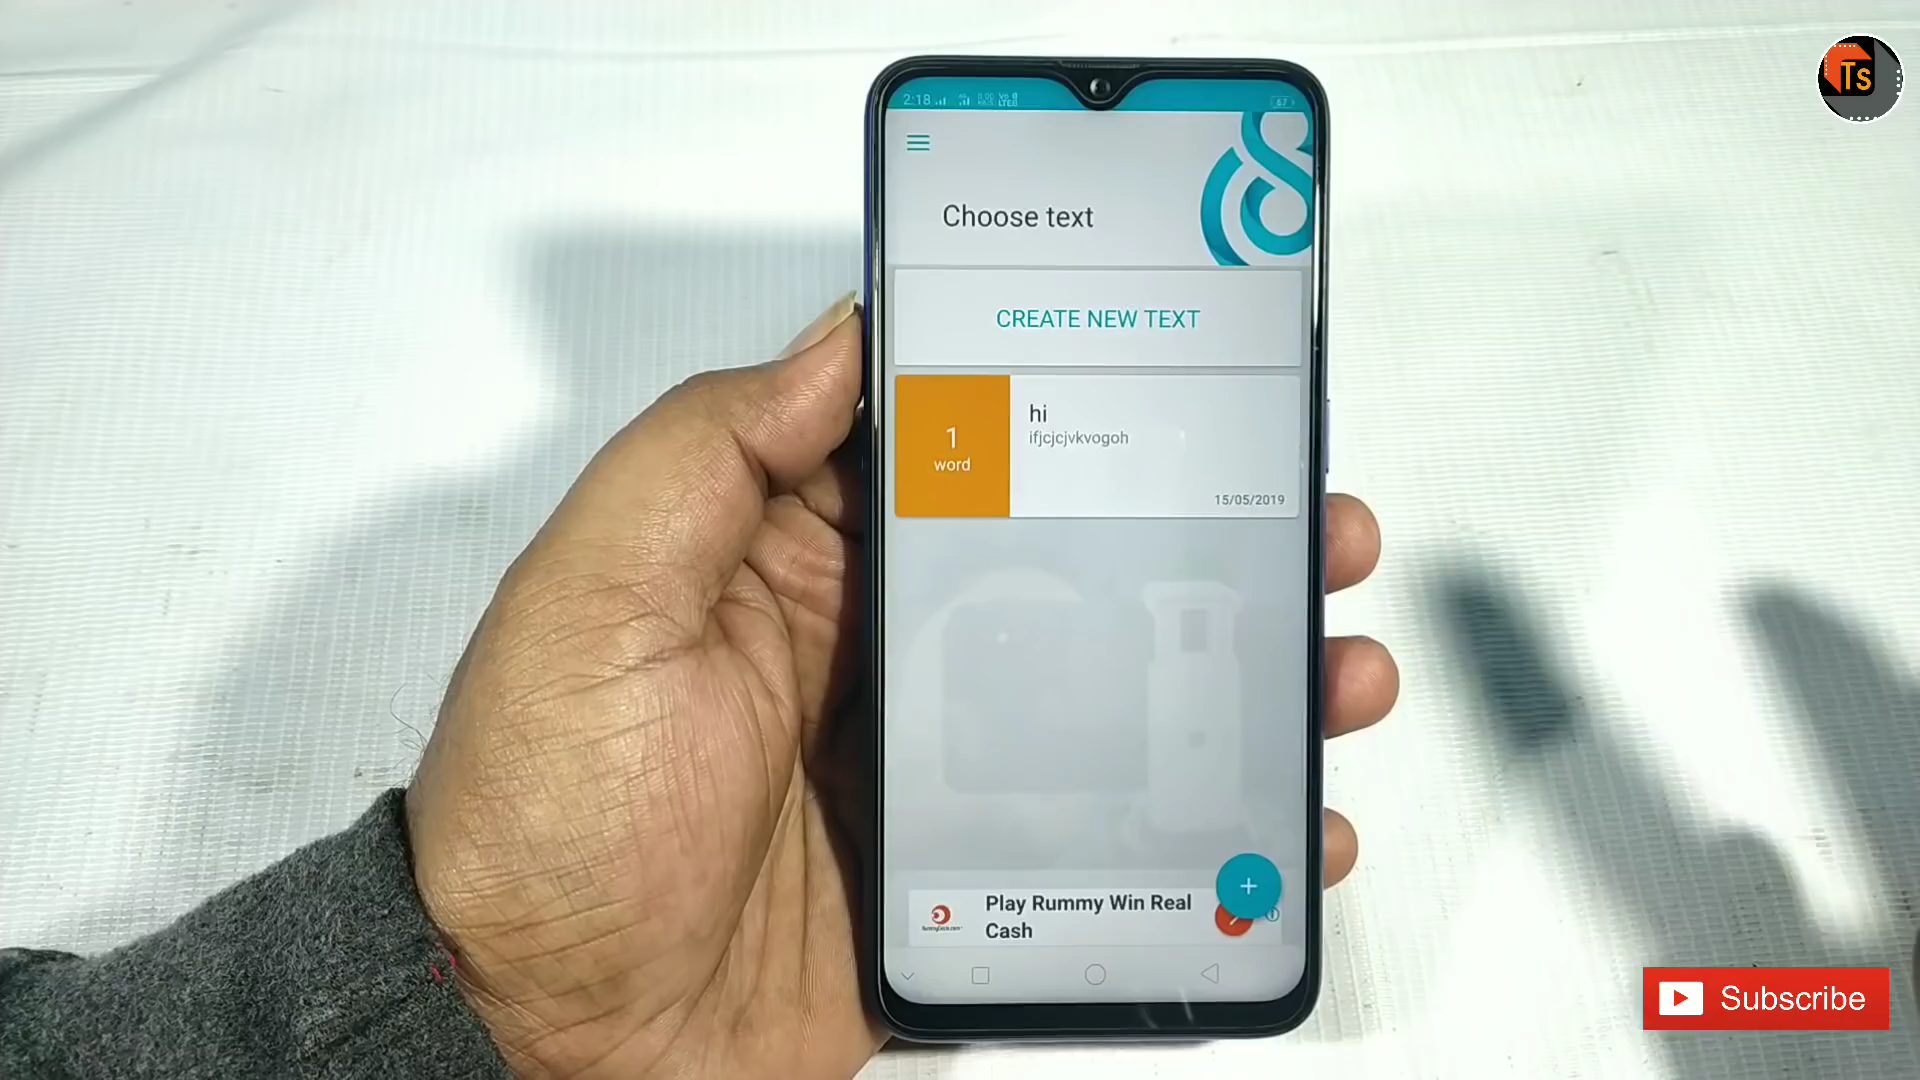 Ts
2:18
67
Choose text
CREATE NEW TEXT
1
word
hi
ifjcjcjvkvogoh
15/05/2019
Play Rummy Win Real
Cash
Subscribe